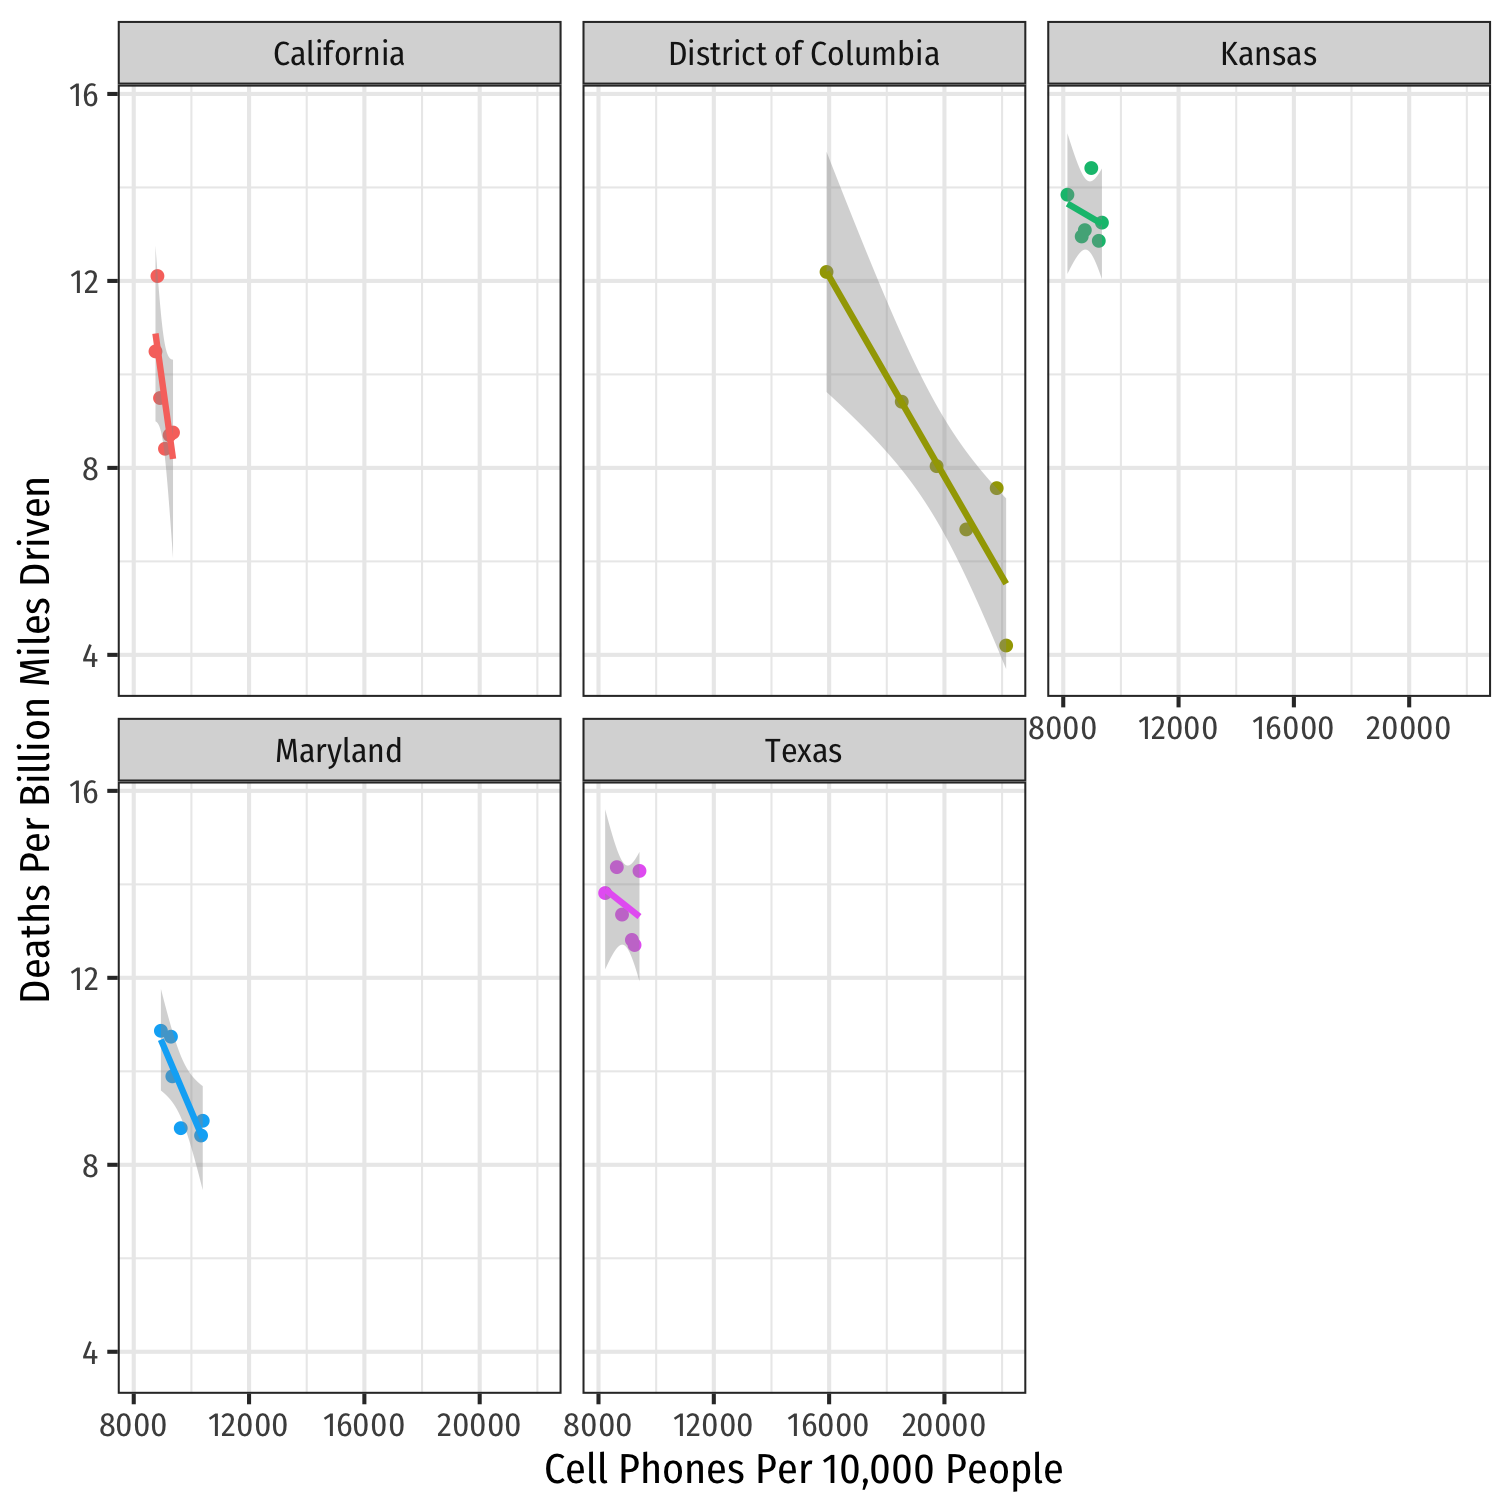 California
District of Columbia
Kansas
16
12
8
4
8000 12000 16000 20000
Maryland
Texas
16
12
8
4
8000 12000 16000 20000
8000 12000 16000 20000
Cell Phones Per 10,000 People
Deaths Per Billion Miles Driven